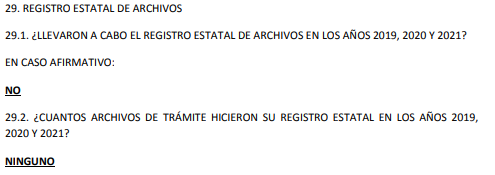 29. REGISTRO ESTATAL DE ARCHIVOS
29.1. ¿LLEVARON A CABO EL REGISTRO ESTATAL DE ARCHIVOS EN LOS AÑOS 2019, 2020 Y 2021?
EN CASO AFIRMATIVO:
NO
29.2. ¿CUANTOS ARCHIVOS DE TRÁMITE HICIERON SU REGISTRO ESTATAL EN LOS AÑOS 2019,
2020 Y 2021?
NINGUNO